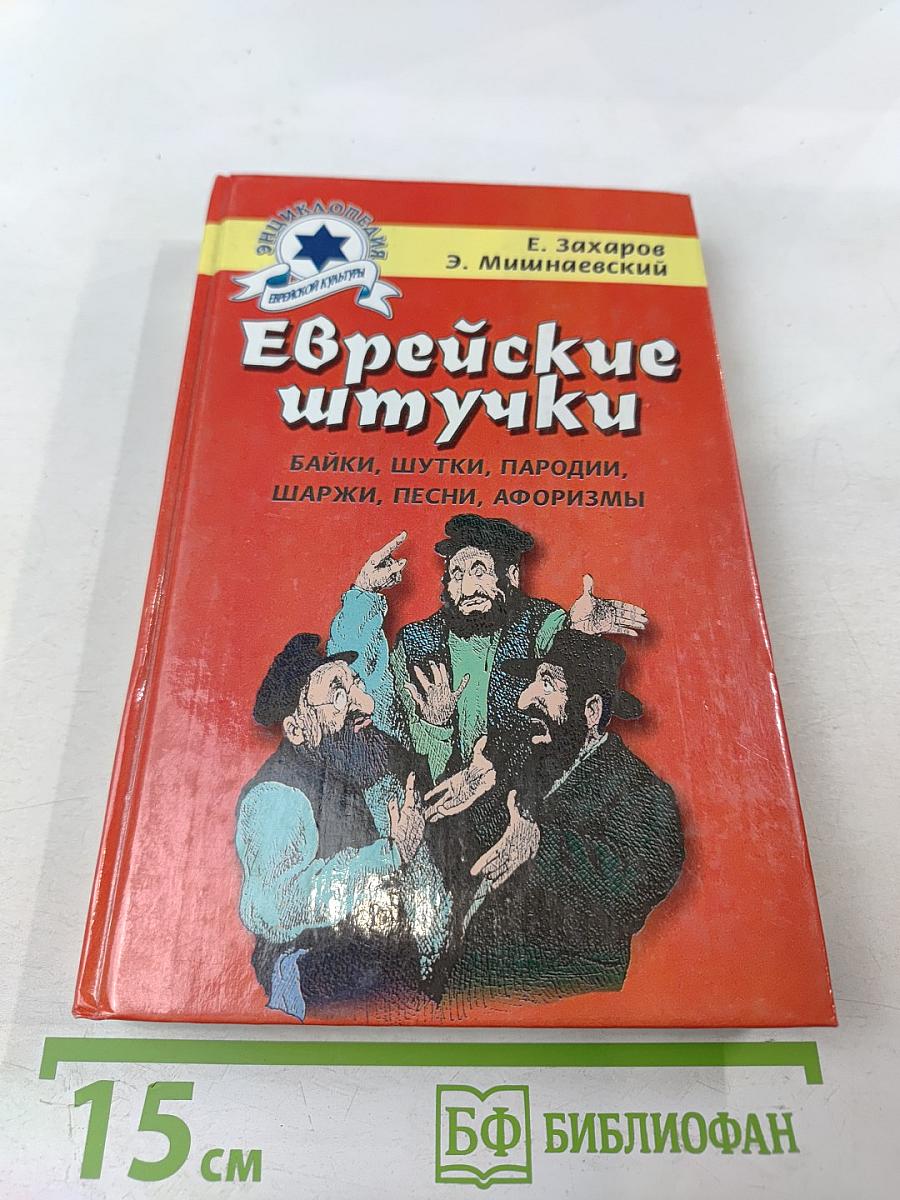 ЭНЦИКЛОПЕДИЯ
ЕВРЕЙСКОЙ КУЛЬТУРЫ
Е. Захаров
Э. Мишнаевский
Еврейские
штучки
БАЙКИ, ШУТКИ, ПАРОДИИ,
ШАРЖИ, ПЕСНИ, АФОРИЗМЫ
15 см
БФ БИБЛИОФАН